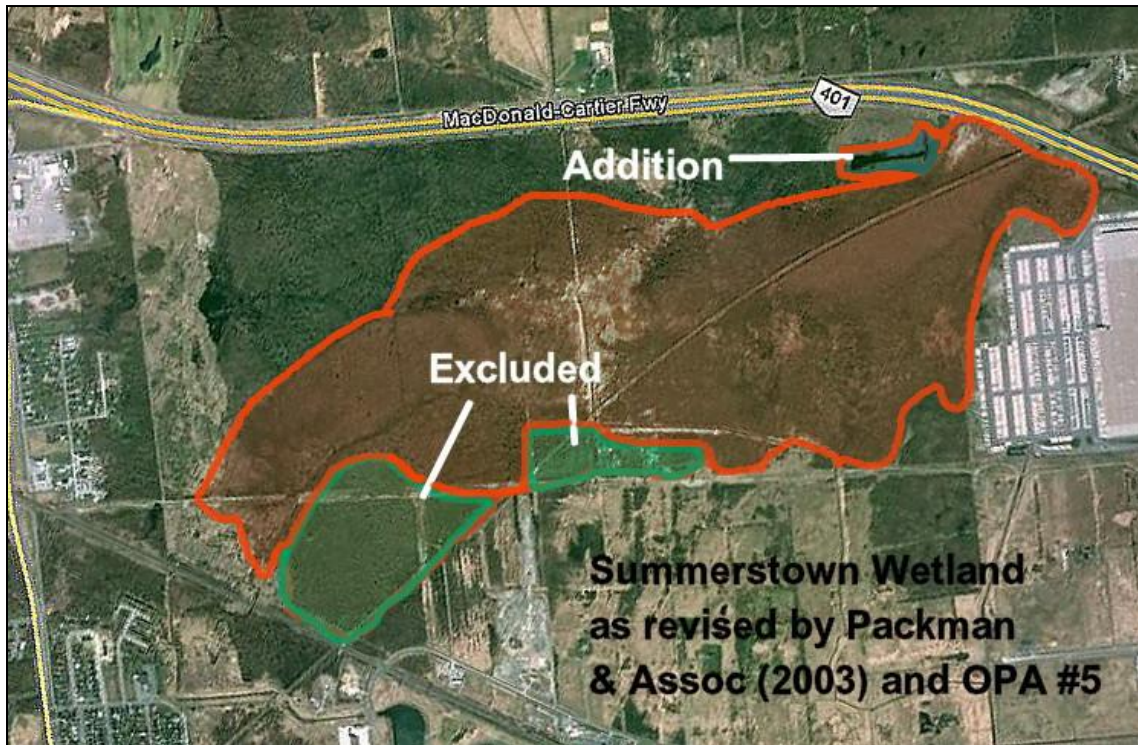 MacDonald-Cartier Fwy
401
Addition
Excluded
Summerstown Wetland
as revised by Packman
& Assoc (2003) and OPA #5